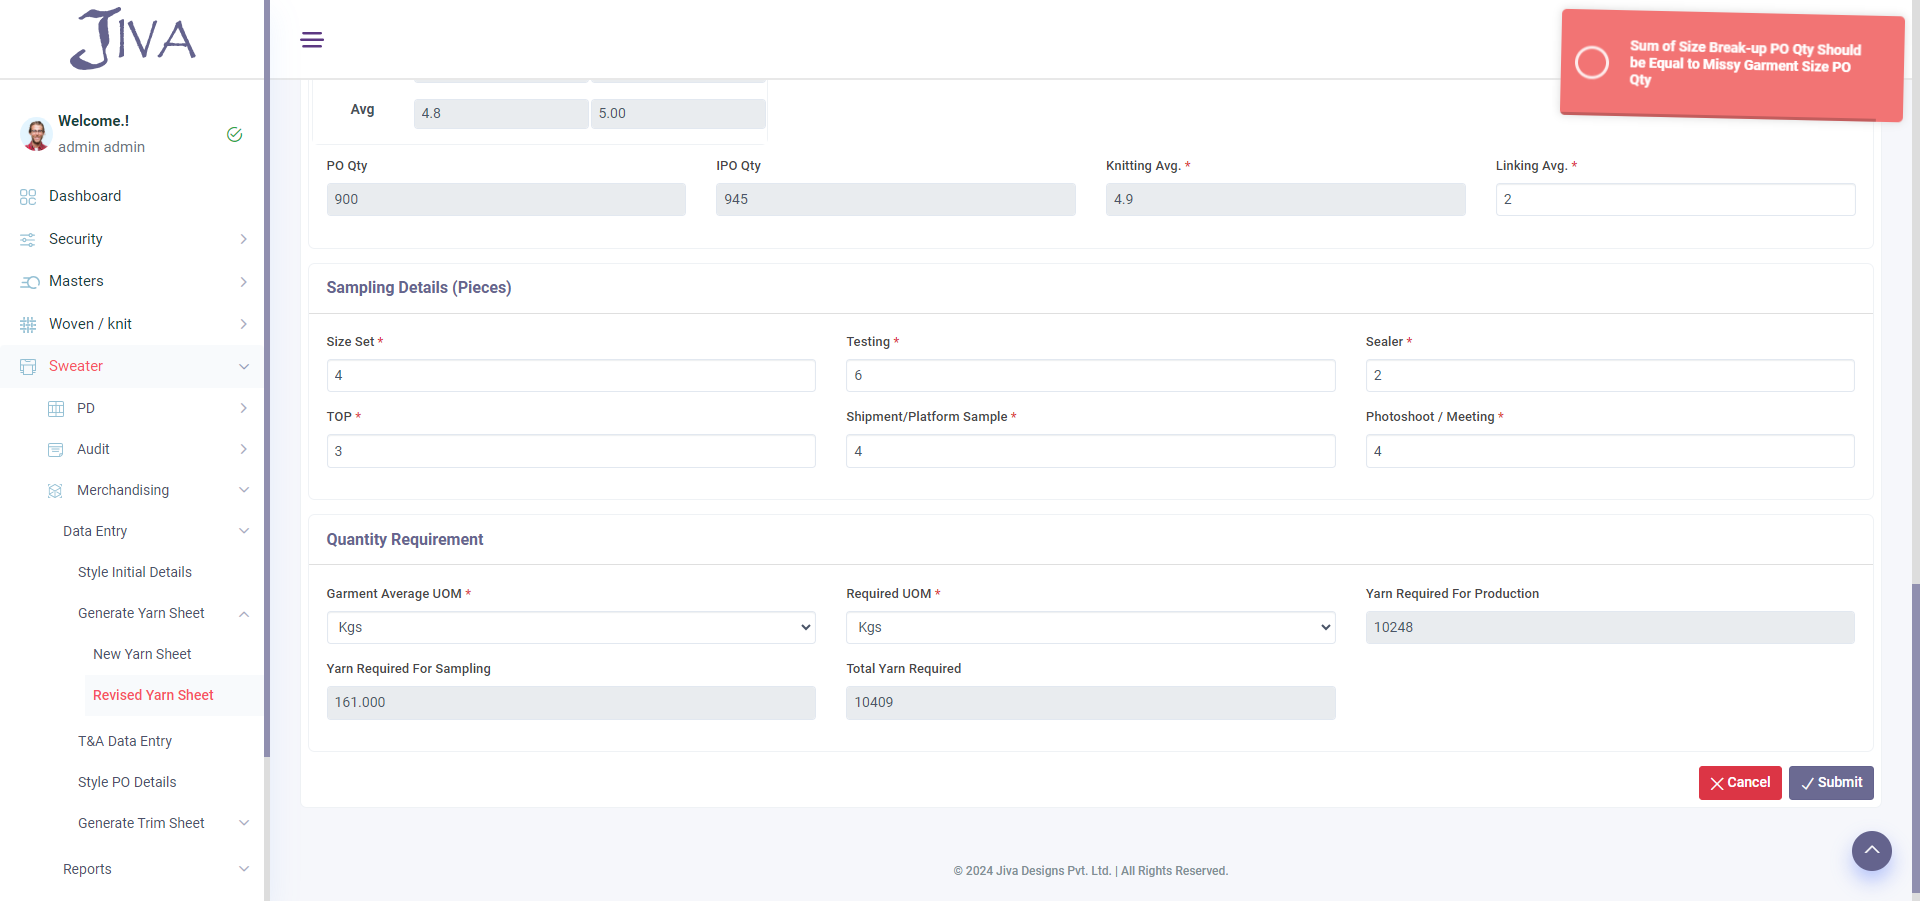 JIVA
Sum of Size Break-up PO Qty Should
be Equal to Missy Garment Size PO
Qty
Welcome.!
admin admin
Dashboard
Security
Masters
Woven / knit
Sweater
PD
Audit
Merchandising
Data Entry
Style Initial Details
Generate Yarn Sheet
New Yarn Sheet
Revised Yarn Sheet
T&A Data Entry
Style PO Details
Generate Trim Sheet
Reports
Avg 4.8 5.00
PO Qty IPO Qty Knitting Avg. * Linking Avg. *
900 945 4.9 2
Sampling Details (Pieces)
Size Set * Testing * Sealer *
4 6 2
TOP * Shipment/Platform Sample * Photoshoot / Meeting *
3 4 4
Quantity Requirement
Garment Average UOM * Required UOM * Yarn Required For Production
Kgs Kgs 10248
Yarn Required For Sampling Total Yarn Required
161.000 10409
Cancel Submit
© 2024 Jiva Designs Pvt. Ltd. | All Rights Reserved.